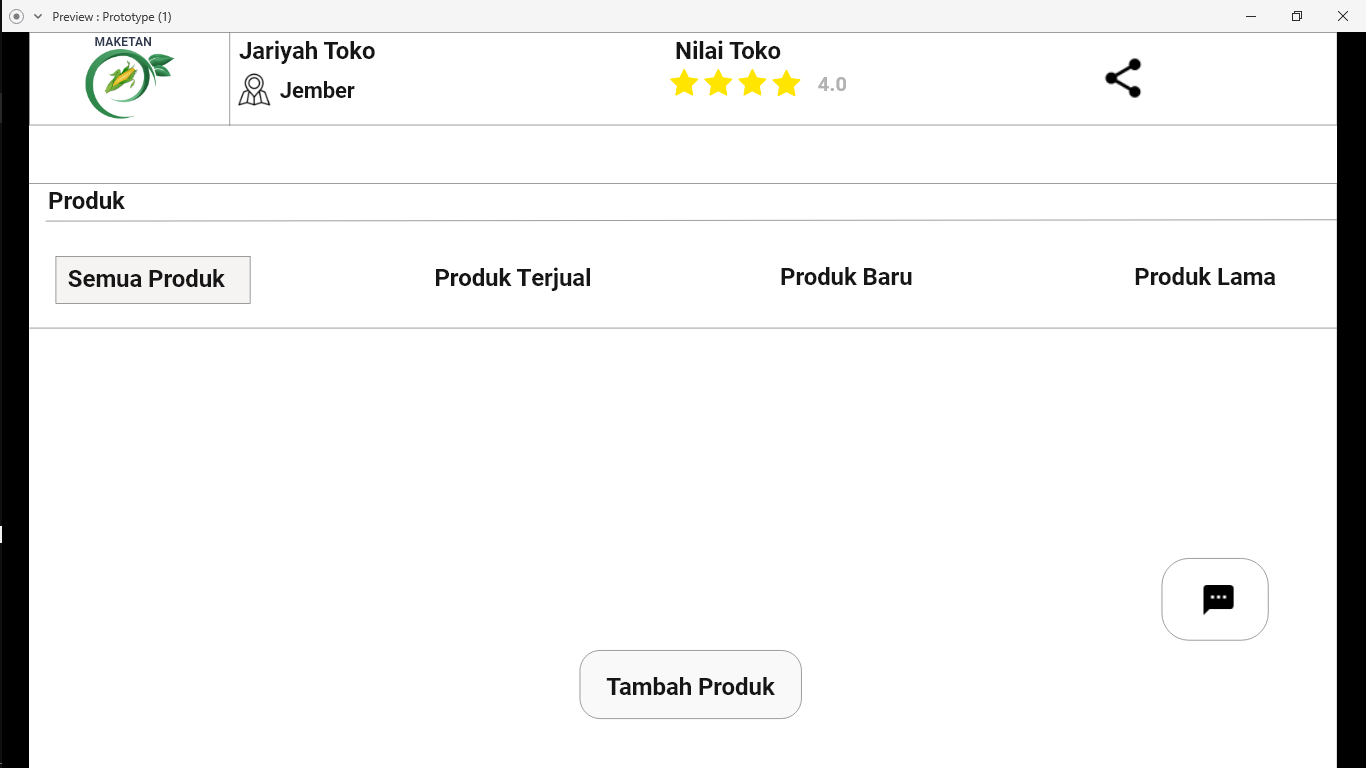 Preview : Prototype (1)
MAKETAN
Jariyah Toko
Jember
Nilai Toko
4.0
Produk
Semua Produk
Produk Terjual
Produk Baru
Produk Lama
Tambah Produk